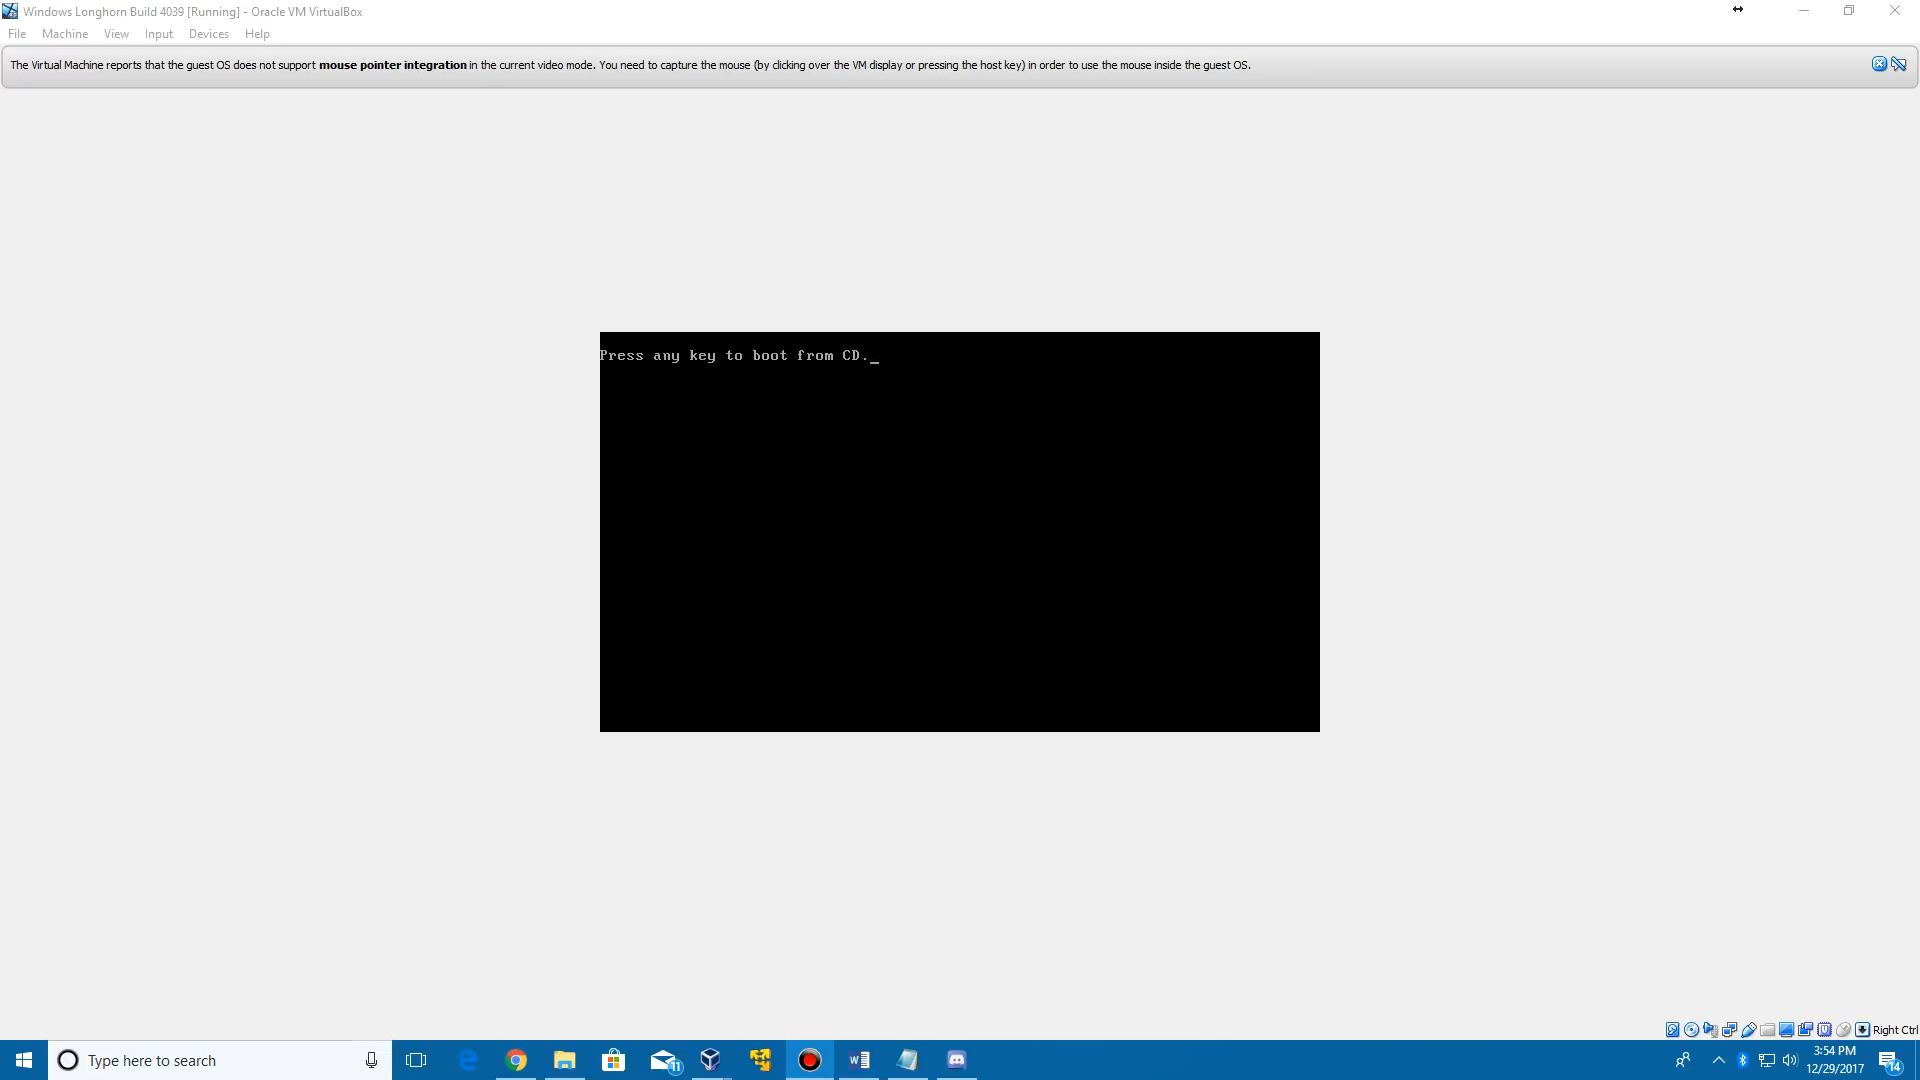 Windows Longhorn Build 4039 [Running] - Oracle VM VirtualBox
File Machine View Input Devices Help
The Virtual Machine reports that the guest OS does not support mouse pointer integration in the current video mode. You need to capture the mouse (by clicking over the VM display or pressing the host key) in order to use the mouse inside the guest OS.
Press any key to boot from CD._
Right Ctrl
Type here to search
11
3:54 PM
12/29/2017
14